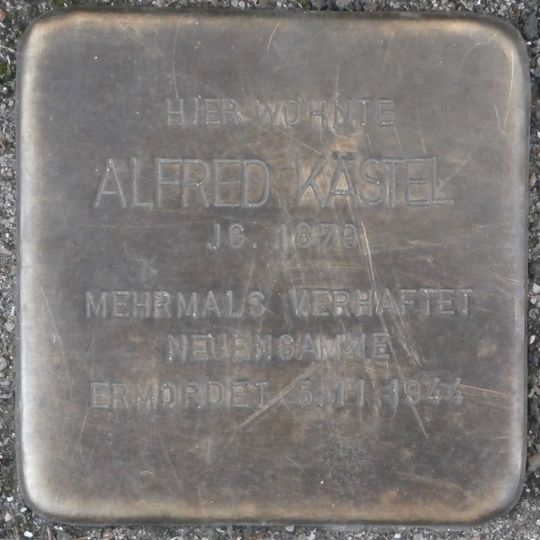 HIER WOHNTE
ALFRED KÄSTEL
JG. 1879
MEHRMALS VERHAFTET
NEUENGAMME
ERMORDET 5.11.1944